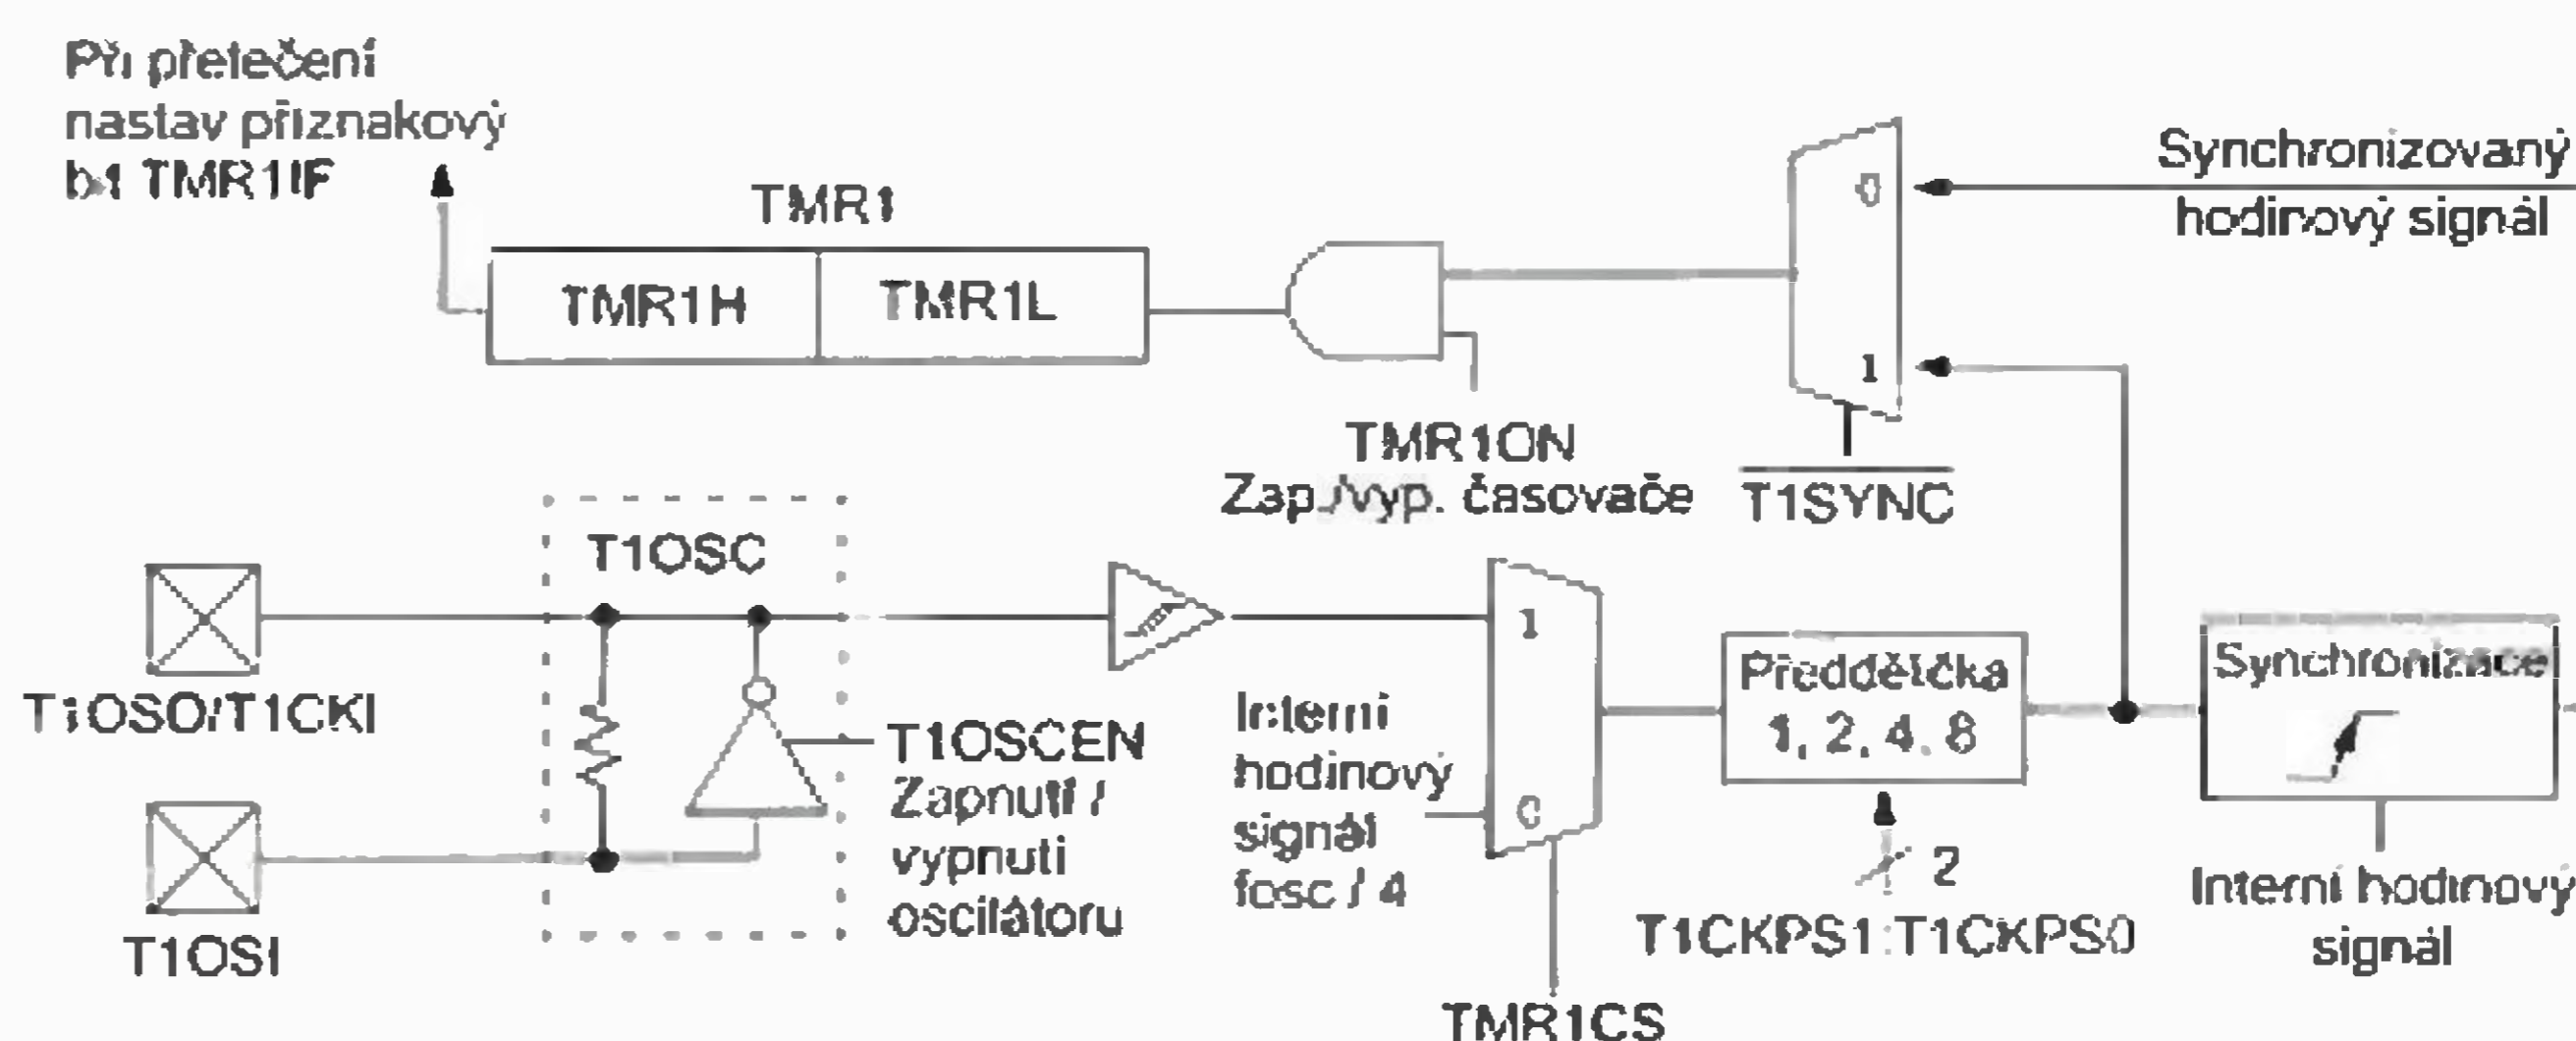 Při přetečení
nastav příznakový
bit TMR1IF
TMR1
TMR1H
TMR1L
0
1
Synchronizovaný
hodinový signál
TMR1ON
Zap./vyp. časovače
T1SYNC
T1OSC
T1OSO/T1CKI
T1OSI
T1OSCEN
Zapnutí /
vypnutí
oscilátoru
Interní
hodinový
signál
fosc / 4
1
0
TMR1CS
Předdělička
1, 2, 4, 8
2
T1CKPS1:T1CKPS0
Synchronizace
Interní hodinový
signál